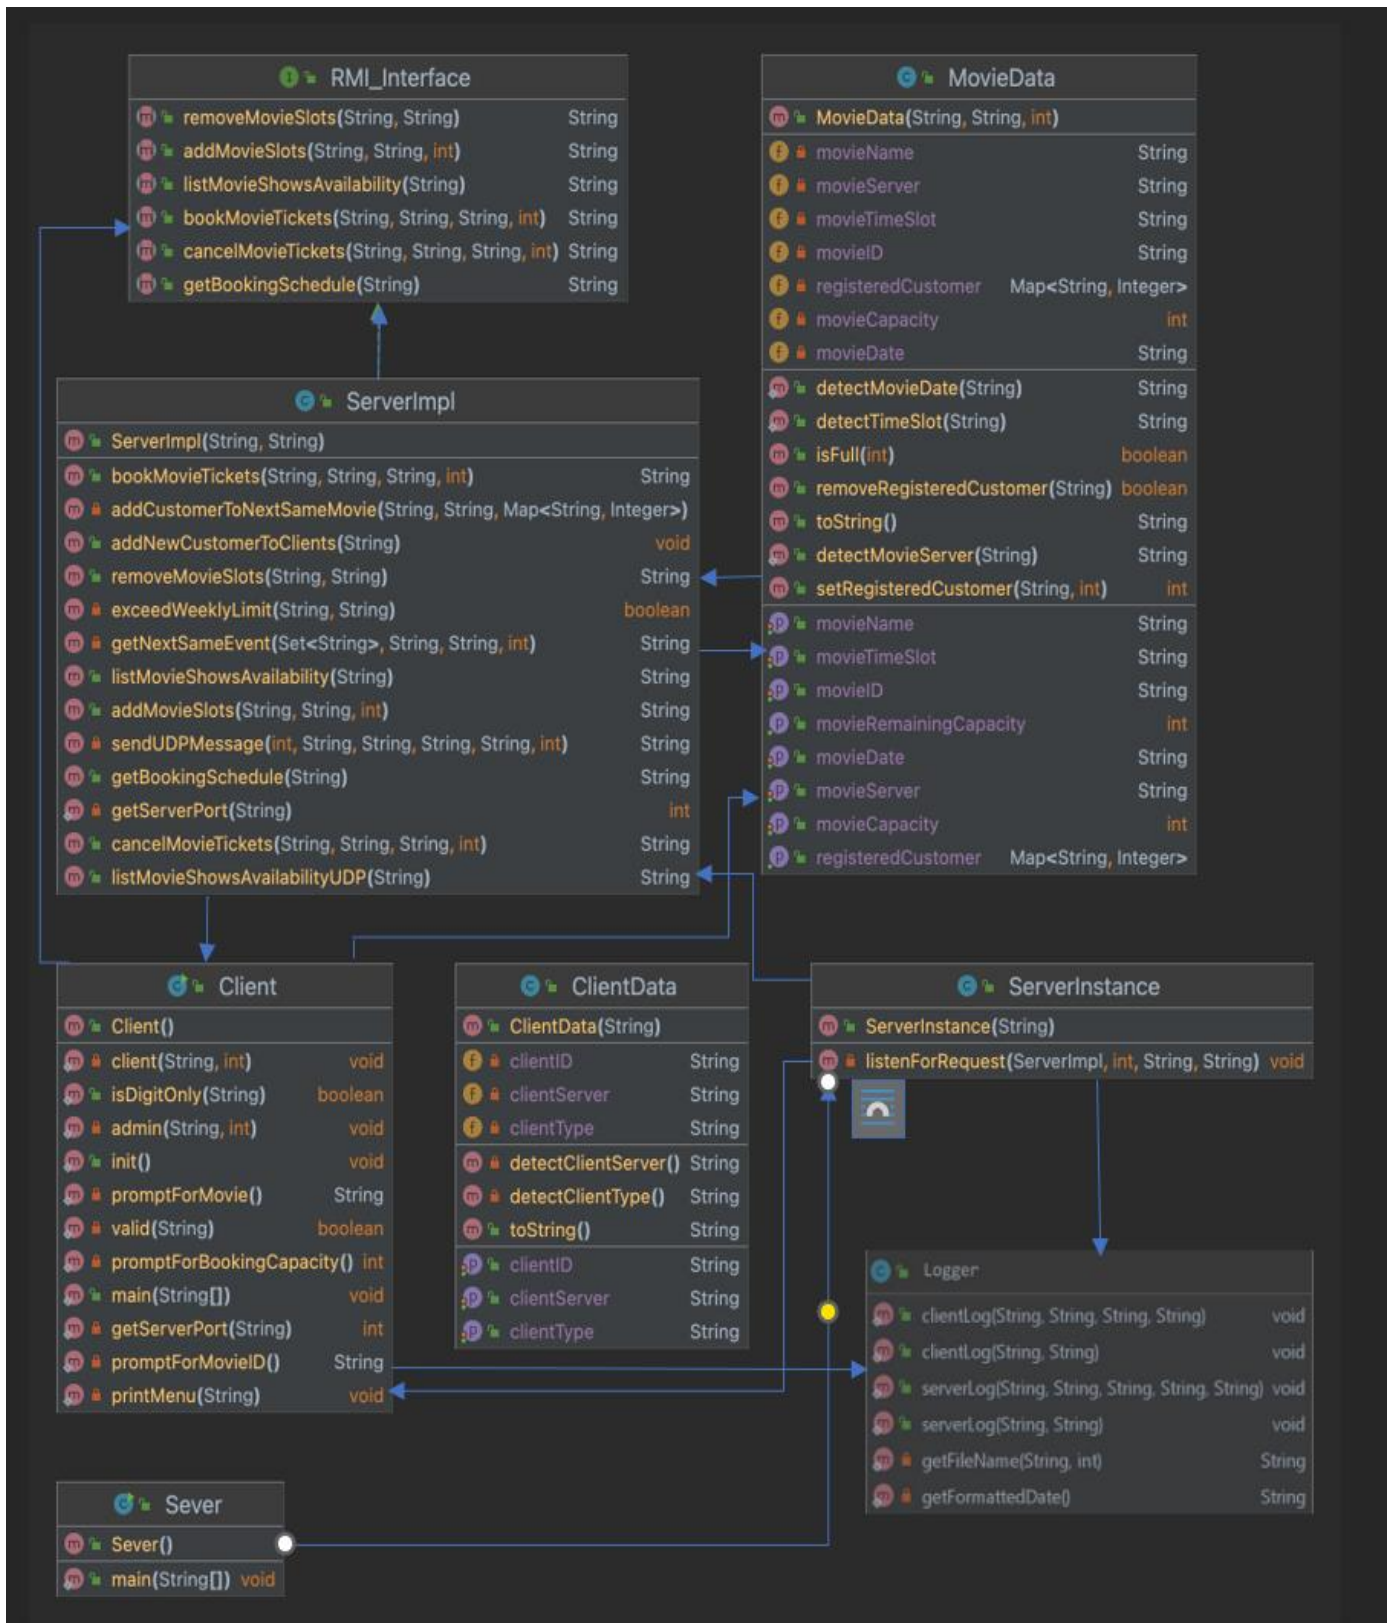 RMI_Interface
removeMovieSlots(String, String) String
addMovieSlots(String, String, int) String
listMovieShowsAvailability(String) String
bookMovieTickets(String, String, String, int) String
cancelMovieTickets(String, String, String, int) String
getBookingSchedule(String) String
MovieData
MovieData(String, String, int)
movieName String
movieServer String
movieTimeSlot String
movieID String
registeredCustomer Map<String, Integer>
movieCapacity int
movieDate String
detectMovieDate(String) String
detectTimeSlot(String) String
isFull(int) boolean
removeRegisteredCustomer(String) boolean
toString() String
detectMovieServer(String) String
setRegisteredCustomer(String, int) int
movieName String
movieTimeSlot String
movieID String
movieRemainingCapacity int
movieDate String
movieServer String
movieCapacity int
registeredCustomer Map<String, Integer>
ServerImpl
ServerImpl(String, String)
bookMovieTickets(String, String, String, int) String
addCustomerToNextSameMovie(String, String, Map<String, Integer>)
addNewCustomerToClients(String) void
removeMovieSlots(String, String) String
exceedWeeklyLimit(String, String) boolean
getNextSameEvent(Set<String>, String, String, int) String
listMovieShowsAvailability(String) String
addMovieSlots(String, String, int) String
sendUDPMessage(int, String, String, String, String, int) String
getBookingSchedule(String) String
getServerPort(String) int
cancelMovieTickets(String, String, String, int) String
listMovieShowsAvailabilityUDP(String) String
Client
Client()
client(String, int) void
isDigitOnly(String) boolean
admin(String, int) void
init() void
promptForMovie() String
valid(String) boolean
promptForBookingCapacity() int
main(String[]) void
getServerPort(String) int
promptForMovieID() String
printMenu(String) void
ClientData
ClientData(String)
clientID String
clientServer String
clientType String
detectClientServer() String
detectClientType() String
toString() String
clientID String
clientServer String
clientType String
ServerInstance
ServerInstance(String)
listenForRequest(ServerImpl, int, String, String) void
Logger
clientLog(String, String, String, String) void
clientLog(String, String) void
serverLog(String, String, String, String, String) void
serverLog(String, String) void
getFileName(String, int) String
getFormattedDate() String
Sever
Sever()
main(String[]) void